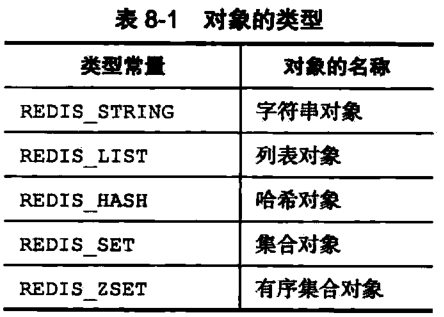 表 8-1 对象的类型
类型常量 对象的名称
REDIS_STRING 字符串对象
REDIS_LIST 列表对象
REDIS_HASH 哈希对象
REDIS_SET 集合对象
REDIS_ZSET 有序集合对象